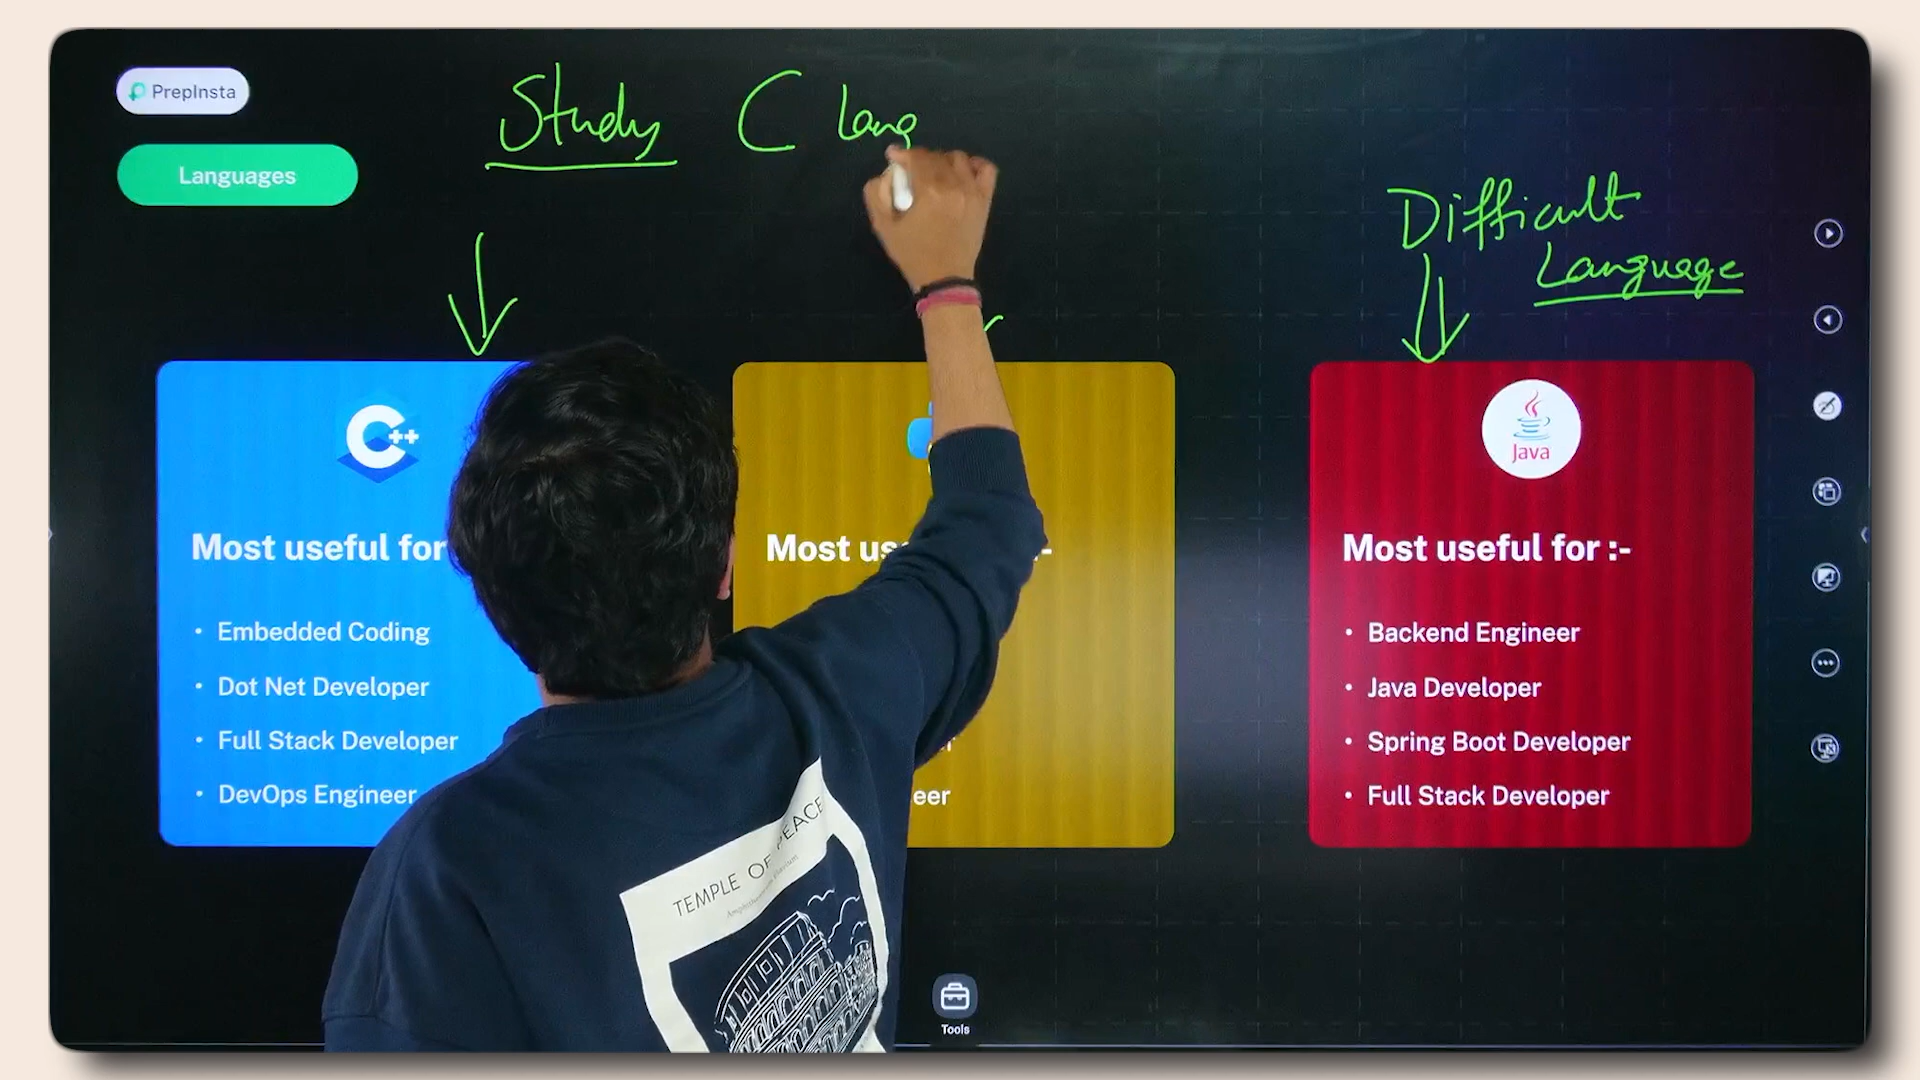 PrepInsta
Languages
Study C Lang
Difficult
Language
C++
Most useful for
• Embedded Coding
• Dot Net Developer
• Full Stack Developer
• DevOps Engineer
Most
Java
Most useful for :-
• Backend Engineer
• Java Developer
• Spring Boot Developer
• Full Stack Developer
TEMPLE OF PEACE
Tools